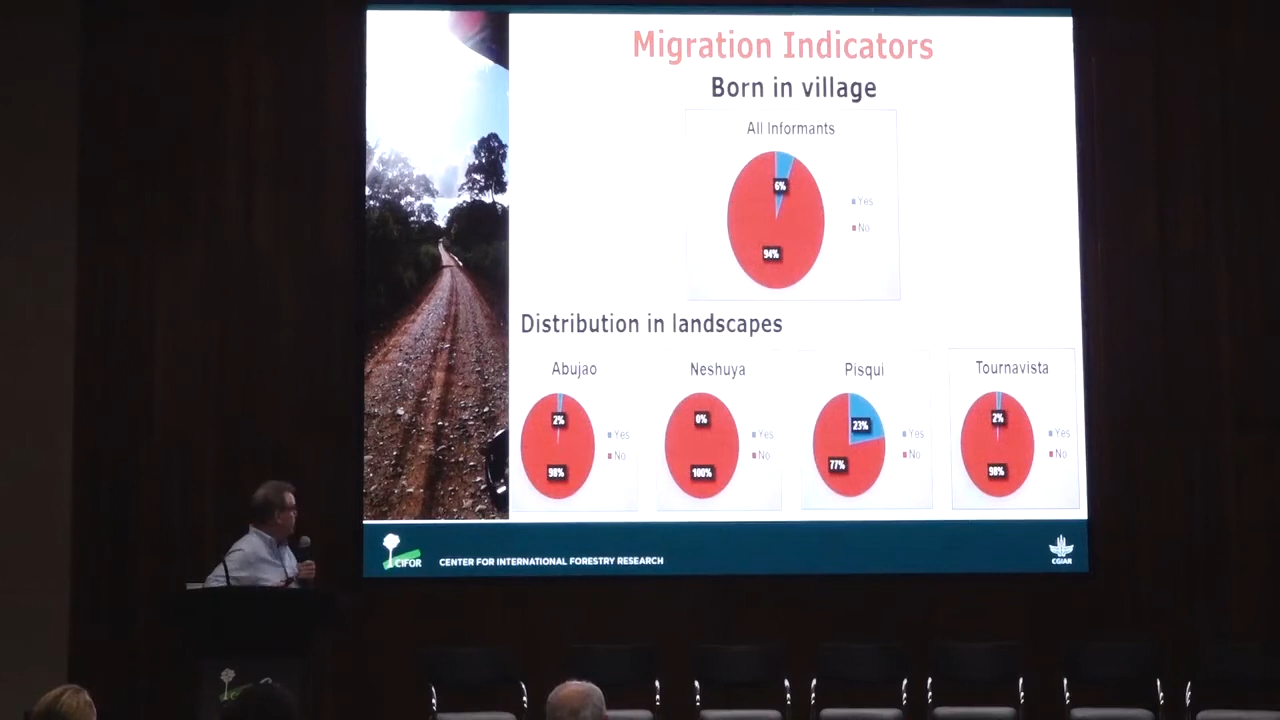 Migration Indicators
Born in village
All Informants
6%
94%
Yes
No
Distribution in landscapes
Abujao
2%
98%
Yes
No
Neshuya
0%
100%
Yes
No
Pisqui
23%
77%
Yes
No
Tournavista
2%
98%
Yes
No
CIFOR
CENTER FOR INTERNATIONAL FORESTRY RESEARCH
CGIAR